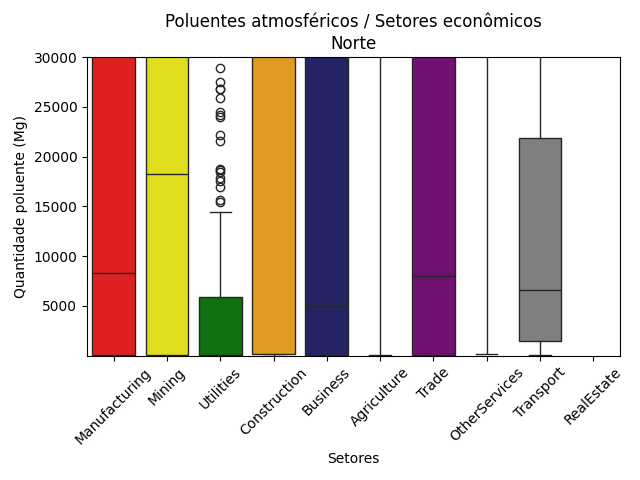 Poluentes atmosféricos / Setores econômicos
Norte
30000
25000
20000
15000
10000
5000
Quantidade poluente (Mg)
Manufacturing
Mining
Utilities
Construction
Business
Agriculture
Trade
OtherServices
Transport
RealEstate
Setores